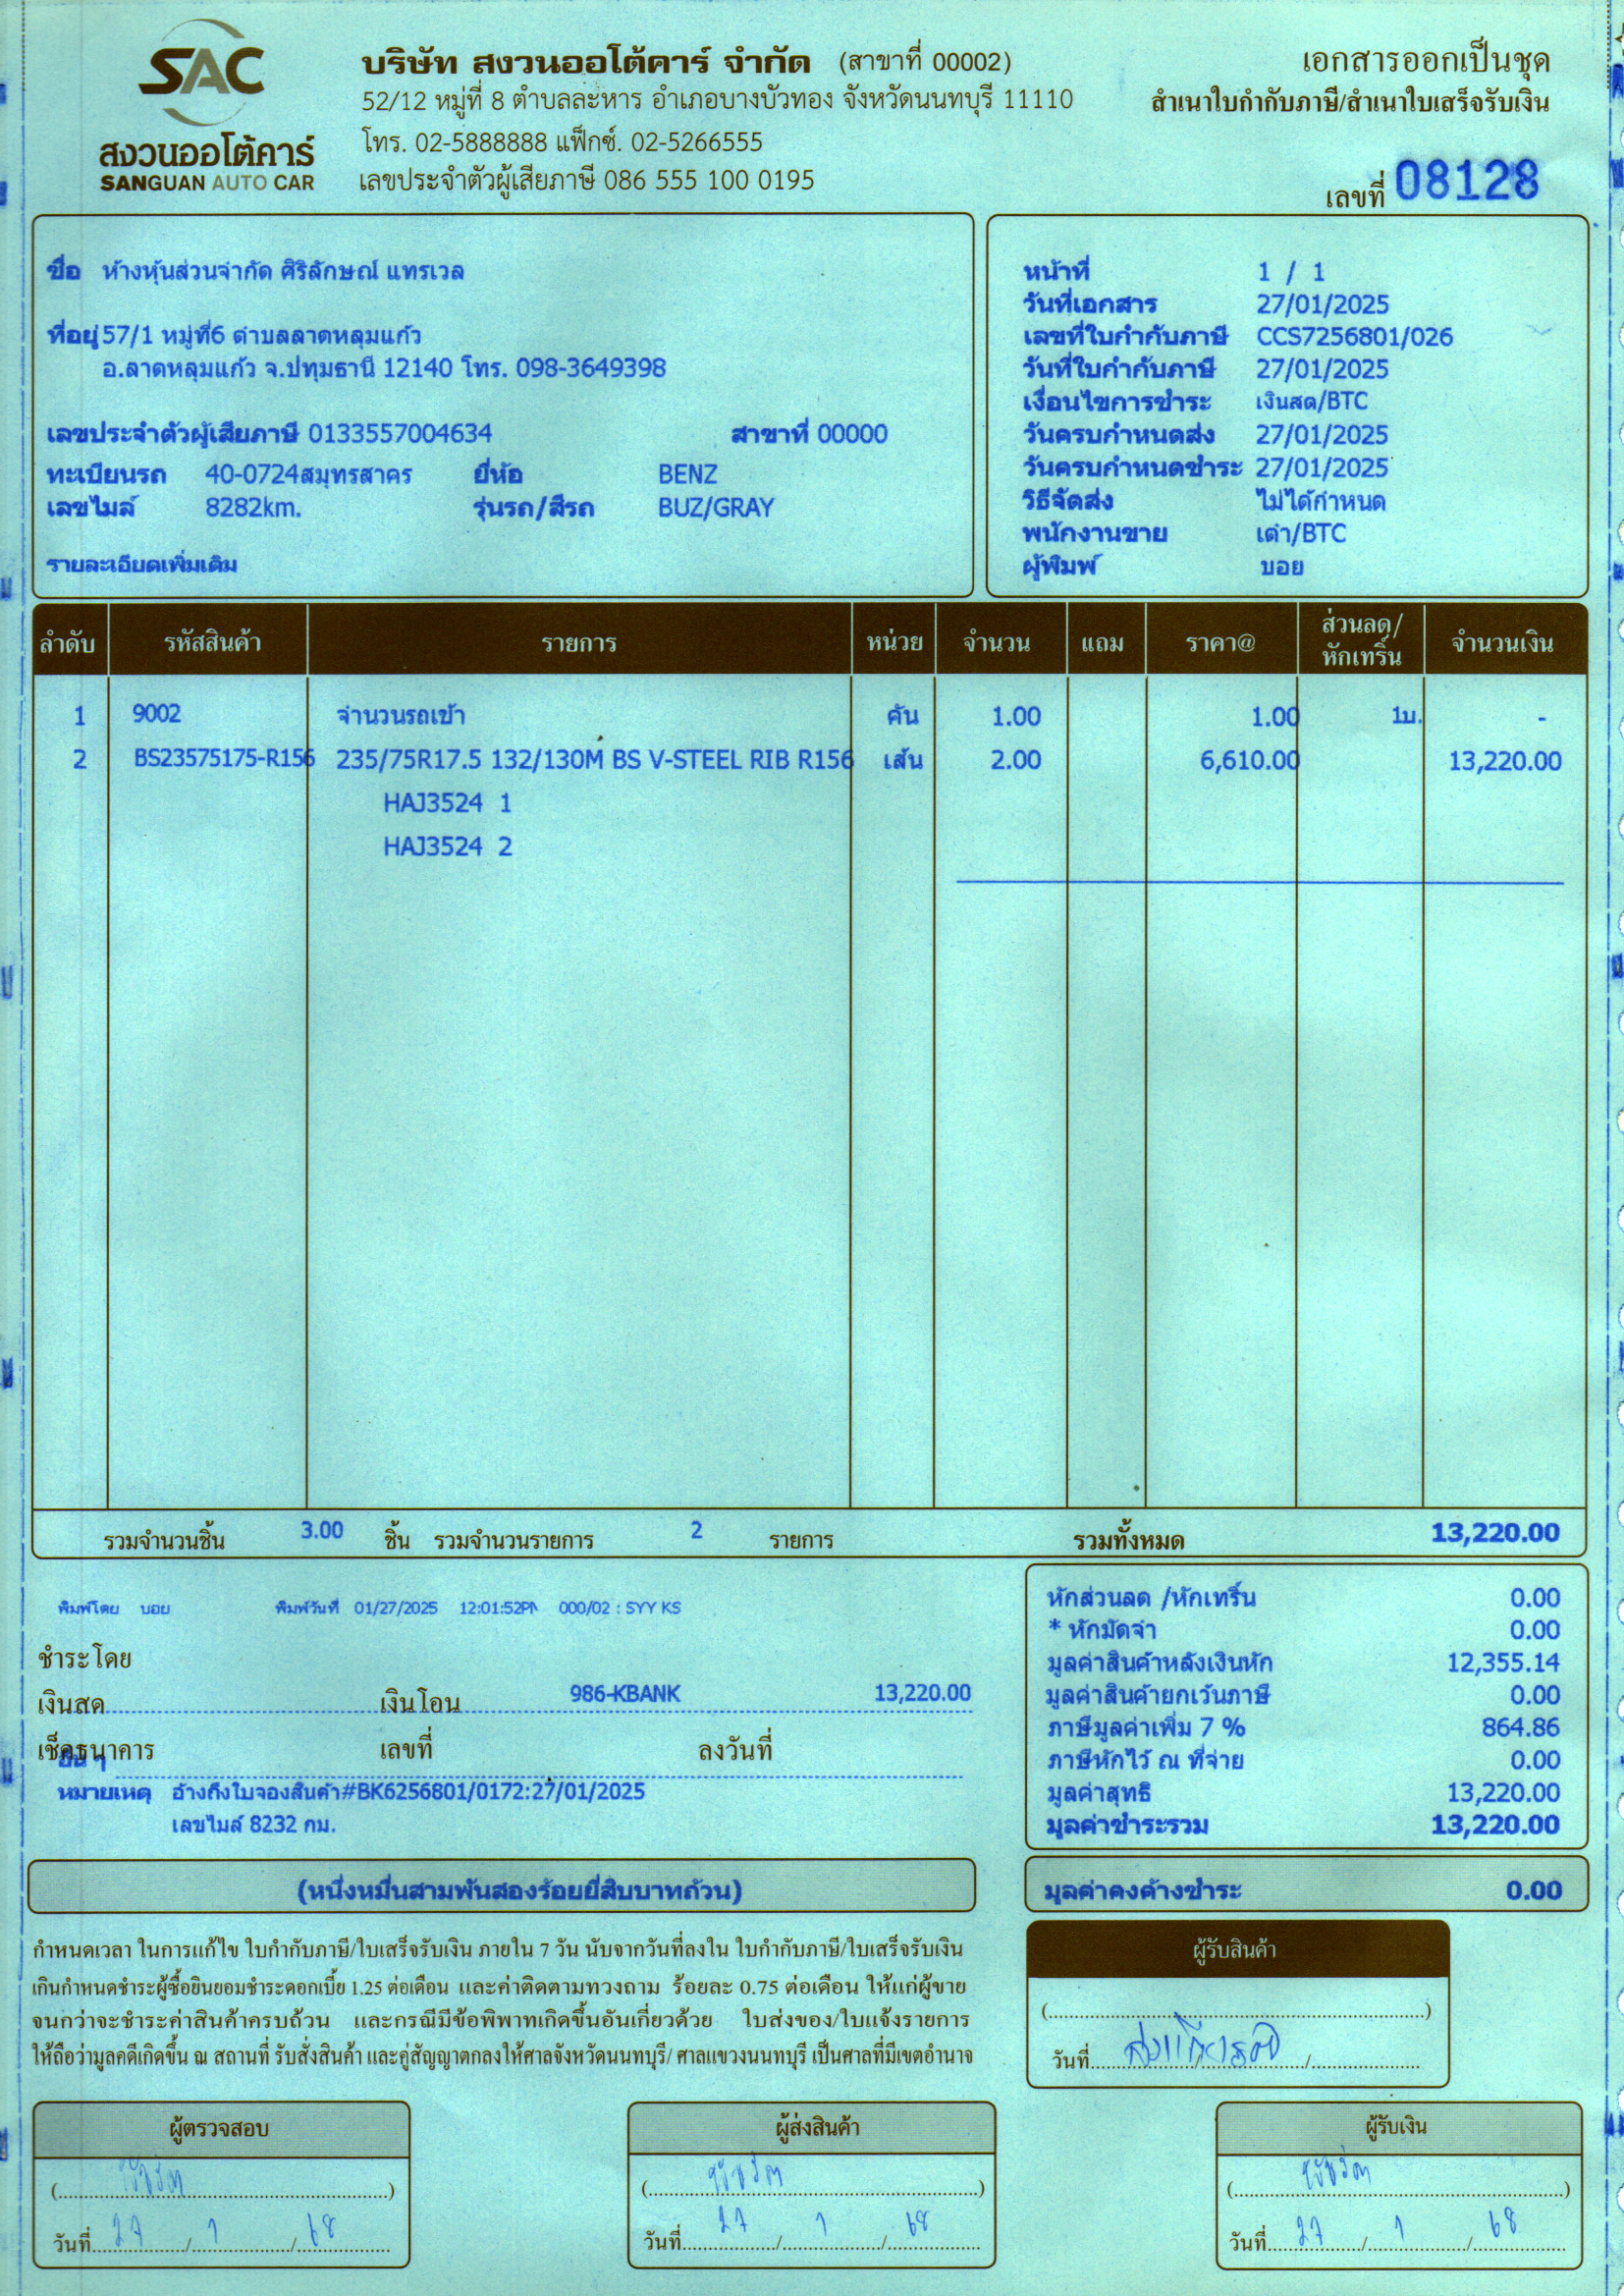 SAC
สงวนออโต้คาร์
SANGUAN AUTO CAR
บริษัท สงวนออโต้คาร์ จำกัด (สาขาที่ 00002)
52/12 หมู่ที่ 8 ตำบลละหาร อำเภอบางบัวทอง จังหวัดนนทบุรี 11110
โทร. 02-5888888 แฟ็กซ์. 02-5266555
เลขประจำตัวผู้เสียภาษี 086 555 100 0195
เอกสารออกเป็นชุด
สำเนาใบกำกับภาษี/สำเนาใบเสร็จรับเงิน
เลขที่ 08128
ชื่อ ห้างหุ้นส่วนจำกัด ศิริลักษณ์ แทรเวล
ที่อยู่ 57/1 หมู่ที่6 ตำบลลาดหลุมแก้ว
อ.ลาดหลุมแก้ว จ.ปทุมธานี 12140 โทร. 098-3649398
เลขประจำตัวผู้เสียภาษี 0133557004634 สาขาที่ 00000
ทะเบียนรถ 40-0724สมุทรสาคร ยี่ห้อ BENZ
เลขไมล์ 8282km. รุ่นรถ/สีรถ BUZ/GRAY
รายละเอียดเพิ่มเติม
หน้าที่ 1 / 1
วันที่เอกสาร 27/01/2025
เลขที่ใบกำกับภาษี CCS7256801/026
วันที่ใบกำกับภาษี 27/01/2025
เงื่อนไขการชำระ เงินสด/BTC
วันครบกำหนดส่ง 27/01/2025
วันครบกำหนดชำระ 27/01/2025
วิธีจัดส่ง ไม่ได้กำหนด
พนักงานขาย เต๋า/BTC
ผู้พิมพ์ บอย
ลำดับ รหัสสินค้า รายการ หน่วย จำนวน แถม ราคา@ ส่วนลด/หักเทริ์น จำนวนเงิน
1 9002 จำนวนรถเข้า คัน 1.00 1.00 1บ. -
2 BS23575175-R156 235/75R17.5 132/130M BS V-STEEL RIB R156 เส้น 2.00 6,610.00 13,220.00
HAJ3524 1
HAJ3524 2
รวมจำนวนชิ้น 3.00 ชิ้น รวมจำนวนรายการ 2 รายการ รวมทั้งหมด 13,220.00
พิมพ์โดย บอย พิมพ์วันที่ 01/27/2025 12:01:52PM 000/02 : SYY KS
ชำระโดย
เงินสด เงินโอน 986-KBANK 13,220.00
เช็คธนาคาร เลขที่ ลงวันที่
อื่น ๆ
หมายเหตุ อ้างถึงใบจองสินค้า#BK6256801/0172:27/01/2025
เลขไมล์ 8232 กม.
หักส่วนลด /หักเทริ์น 0.00
* หักมัดจำ 0.00
มูลค่าสินค้าหลังเงินหัก 12,355.14
มูลค่าสินค้ายกเว้นภาษี 0.00
ภาษีมูลค่าเพิ่ม 7 % 864.86
ภาษีหักไว้ ณ ที่จ่าย 0.00
มูลค่าสุทธิ 13,220.00
มูลค่าชำระรวม 13,220.00
(หนึ่งหมื่นสามพันสองร้อยยี่สิบบาทถ้วน)
มูลค่าคงค้างชำระ 0.00
กำหนดเวลา ในการแก้ไข ใบกำกับภาษี/ใบเสร็จรับเงิน ภายใน 7 วัน นับจากวันที่ลงใน ใบกำกับภาษี/ใบเสร็จรับเงิน
เกินกำหนดชำระผู้ซื้อยินยอมชำระดอกเบี้ย 1.25 ต่อเดือน และค่าติดตามทวงถาม ร้อยละ 0.75 ต่อเดือน ให้แก่ผู้ขาย
จนกว่าจะชำระค่าสินค้าครบถ้วน และกรณีมีข้อพิพาทเกิดขึ้นอันเกี่ยวด้วย ใบส่งของ/ใบแจ้งรายการ
ให้ถือว่ามูลคดีเกิดขึ้น ณ สถานที่ รับสั่งสินค้า และคู่สัญญาตกลงให้ศาลจังหวัดนนทบุรี/ ศาลแขวงนนทบุรี เป็นศาลที่มีเขตอำนาจ
ผู้รับสินค้า
(....................)
วันที่ ........../........../..........
ผู้ตรวจสอบ
วันที่ 27 / 1 / 68
ผู้ส่งสินค้า
วันที่ 27 / 1 / 68
ผู้รับเงิน
วันที่ 27 / 1 / 68